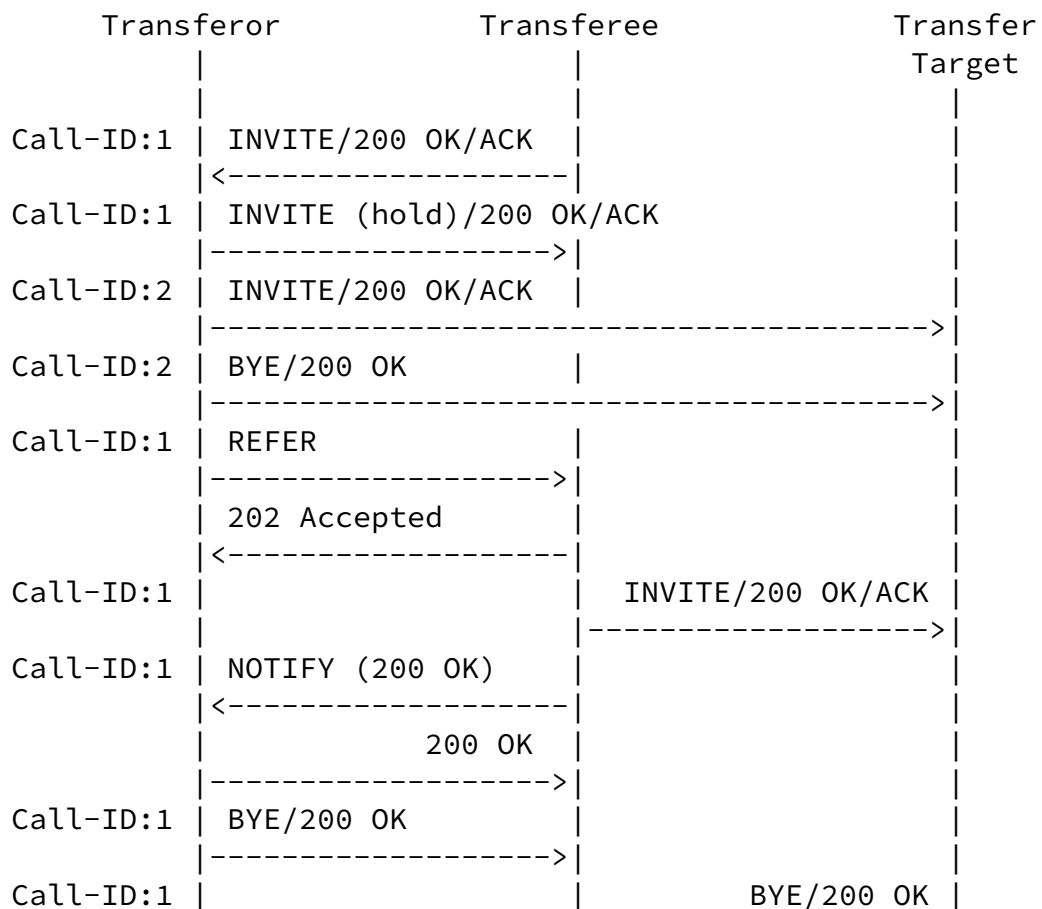 Transferor Transferee Transfer
Target
Call-ID:1 INVITE/200 OK/ACK
Call-ID:1 INVITE (hold)/200 OK/ACK
Call-ID:2 INVITE/200 OK/ACK
Call-ID:2 BYE/200 OK
Call-ID:1 REFER
202 Accepted
Call-ID:1 INVITE/200 OK/ACK
Call-ID:1 NOTIFY (200 OK)
200 OK
Call-ID:1 BYE/200 OK
Call-ID:1 BYE/200 OK